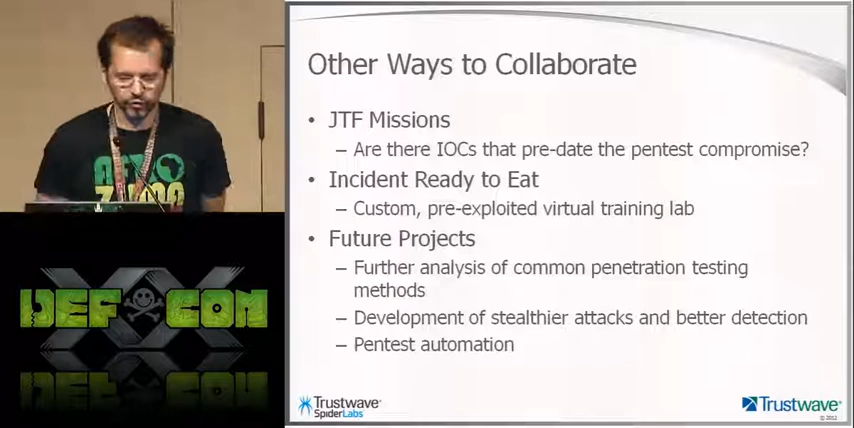 Other Ways to Collaborate
• JTF Missions
– Are there IOCs that pre-date the pentest compromise?
• Incident Ready to Eat
– Custom, pre-exploited virtual training lab
• Future Projects
– Further analysis of common penetration testing
methods
– Development of stealthier attacks and better detection
– Pentest automation
Trustwave®
SpiderLabs
Trustwave®
© 2012
DEF CON
XX